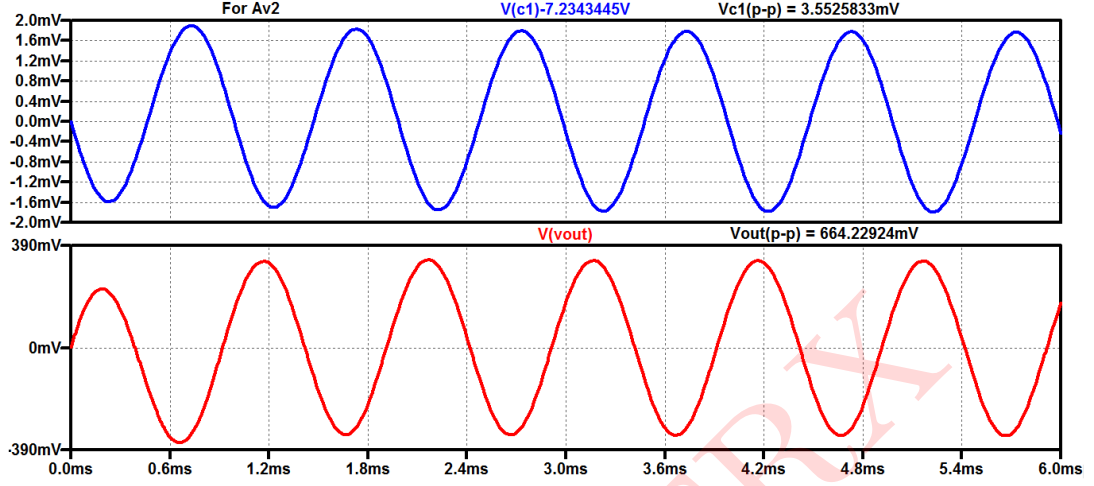 For Av2 V(c1)-7.2343445V Vc1(p-p) = 3.5525833mV
2.0mV
1.6mV
1.2mV
0.8mV
0.4mV
0.0mV
-0.4mV
-0.8mV
-1.2mV
-1.6mV
-2.0mV
V(vout) Vout(p-p) = 664.22924mV
390mV
0mV
-390mV
0.0ms 0.6ms 1.2ms 1.8ms 2.4ms 3.0ms 3.6ms 4.2ms 4.8ms 5.4ms 6.0ms